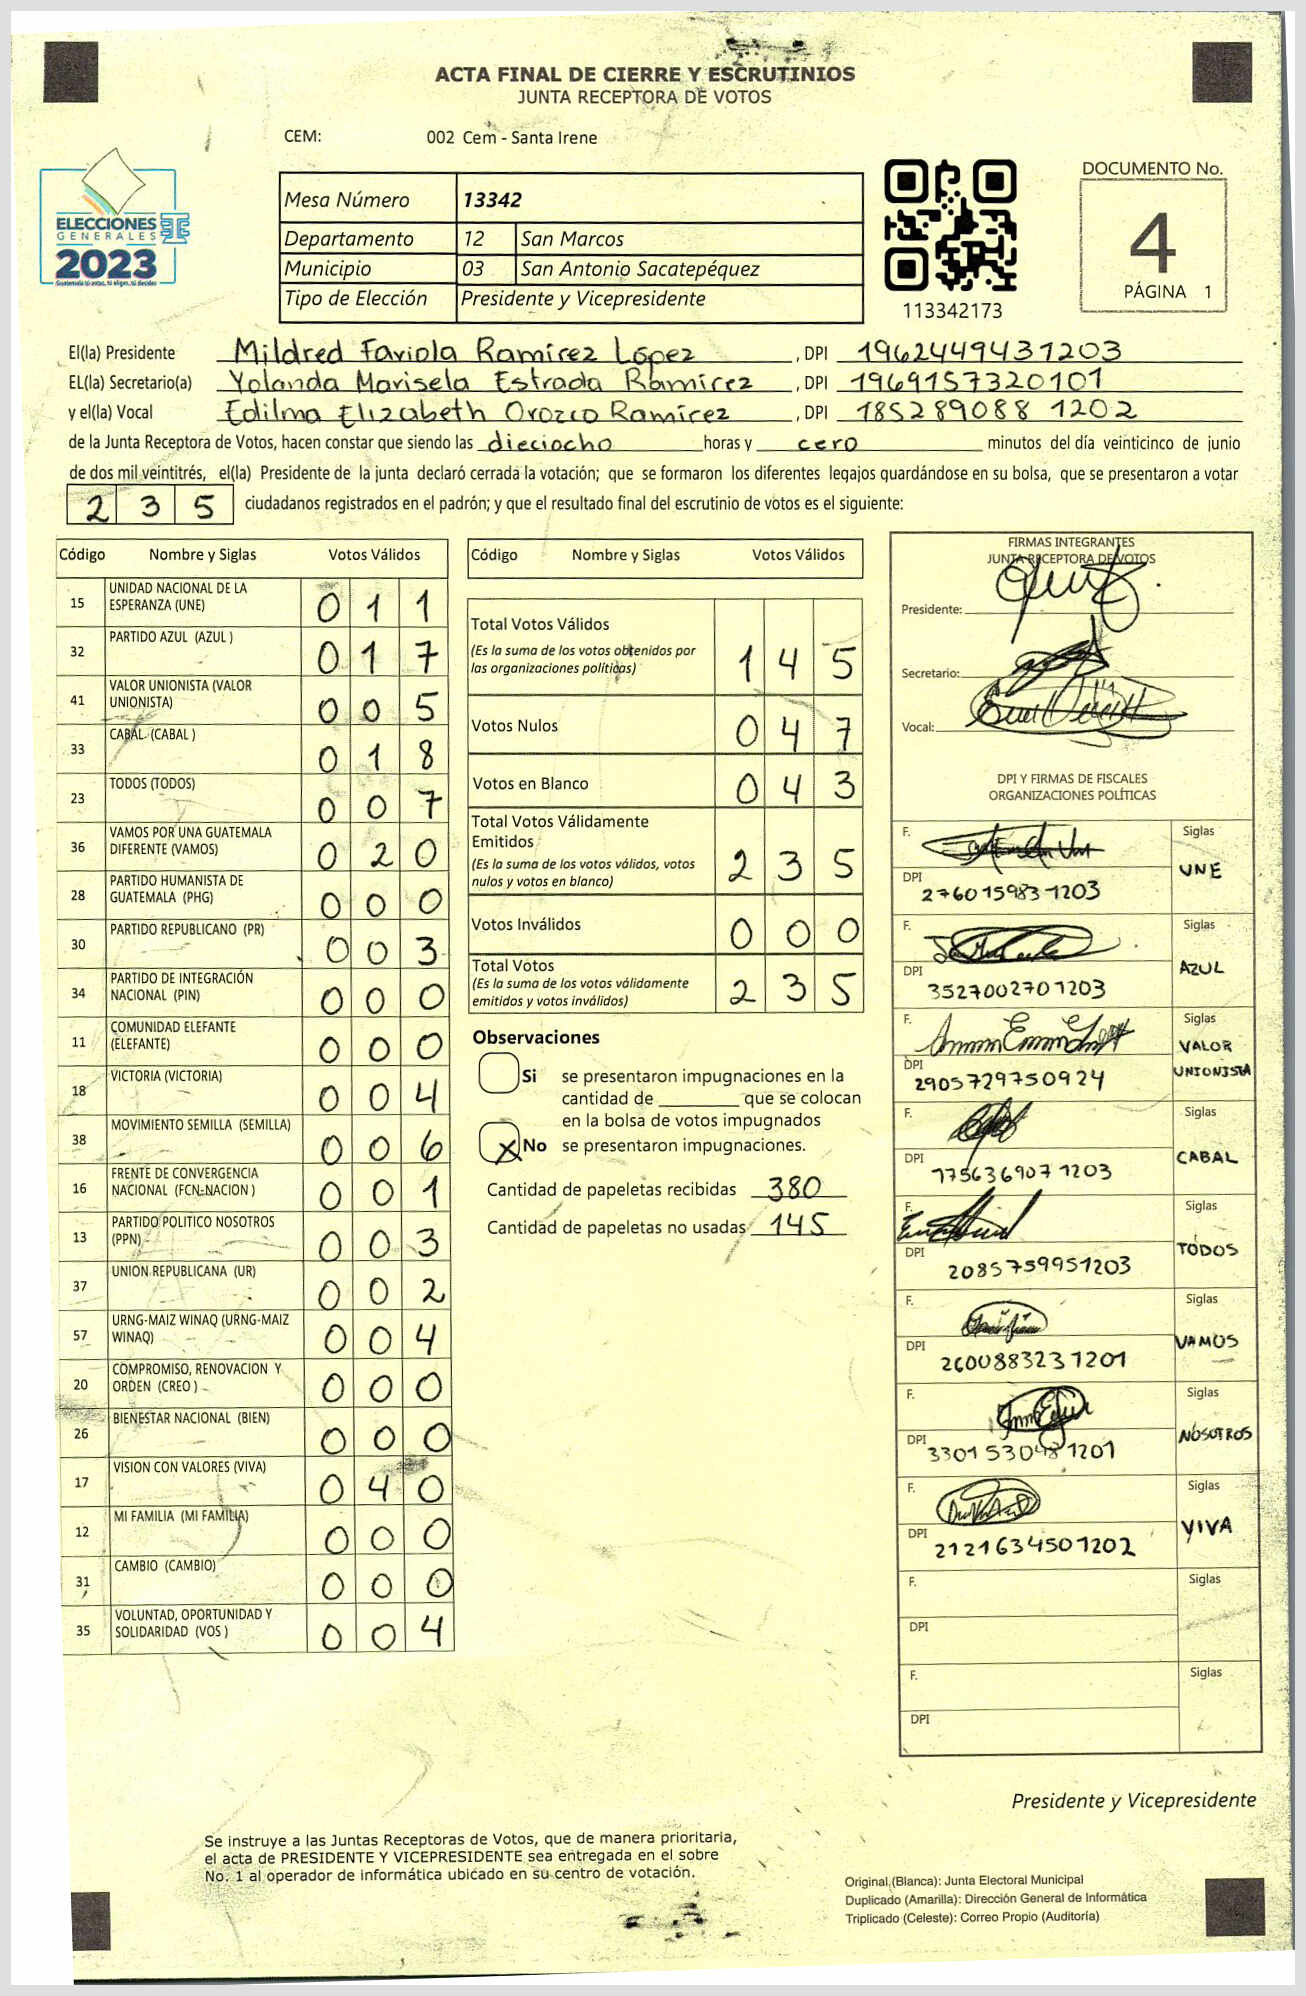 ACTA FINAL DE CIERRE Y ESCRUTINIOS
JUNTA RECEPTORA DE VOTOS
CEM: 002 Cem - Santa Irene
ELECCIONES
GENERALES
2023
Mesa Número 13342
Departamento 12 San Marcos
Municipio 03 San Antonio Sacatepéquez
Tipo de Elección Presidente y Vicepresidente
113342173
DOCUMENTO No.
4
PÁGINA 1
El(la) Presidente Mildred Faviola Ramírez López, DPI 1962449431203
EL(la) Secretario(a) Yolanda Marisela Estrada Ramírez, DPI 1969157320101
y el(la) Vocal Edilma Elizabeth Orozco Ramírez, DPI 185289088 1202
de la Junta Receptora de Votos, hacen constar que siendo las dieciocho horas y cero minutos del día veinticinco de junio
de dos mil veintitrés, el(la) Presidente de la junta declaró cerrada la votación; que se formaron los diferentes legajos quardándose en su bolsa, que se presentaron a votar
2 3 5 ciudadanos registrados en el padrón; y que el resultado final del escrutinio de votos es el siguiente:
Código Nombre y Siglas Votos Válidos
15 UNIDAD NACIONAL DE LA ESPERANZA (UNE) 0 1 1
32 PARTIDO AZUL (AZUL ) 0 1 7
41 VALOR UNIONISTA (VALOR UNIONISTA) 0 0 5
33 CABAL (CABAL ) 0 1 8
23 TODOS (TODOS) 0 0 7
36 VAMOS POR UNA GUATEMALA DIFERENTE (VAMOS) 0 2 0
28 PARTIDO HUMANISTA DE GUATEMALA (PHG) 0 0 0
30 PARTIDO REPUBLICANO (PR) 0 0 3
34 PARTIDO DE INTEGRACIÓN NACIONAL (PIN) 0 0 0
11 COMUNIDAD ELEFANTE (ELEFANTE) 0 0 0
18 VICTORIA (VICTORIA) 0 0 4
38 MOVIMIENTO SEMILLA (SEMILLA) 0 0 6
16 FRENTE DE CONVERGENCIA NACIONAL (FCN-NACION ) 0 0 1
13 PARTIDO POLITICO NOSOTROS (PPN) 0 0 3
37 UNION REPUBLICANA (UR) 0 0 2
57 URNG-MAIZ WINAQ (URNG-MAIZ WINAQ) 0 0 4
20 COMPROMISO, RENOVACION Y ORDEN (CREO ) 0 0 0
26 BIENESTAR NACIONAL (BIEN) 0 0 0
17 VISION CON VALORES (VIVA) 0 4 0
12 MI FAMILIA (MI FAMILIA) 0 0 0
31 CAMBIO (CAMBIO) 0 0 0
35 VOLUNTAD, OPORTUNIDAD Y SOLIDARIDAD (VOS ) 0 0 4
Código Nombre y Siglas Votos Válidos
Total Votos Válidos
(Es la suma de los votos obtenidos por
las organizaciones políticas) 1 4 5
Votos Nulos 0 4 7
Votos en Blanco 0 4 3
Total Votos Válidamente
Emitidos
(Es la suma de los votos válidos, votos
nulos y votos en blanco) 2 3 5
Votos Inválidos 0 0 0
Total Votos
(Es la suma de los votos válidamente
emitidos y votos inválidos) 2 3 5
Observaciones
Si se presentaron impugnaciones en la
cantidad de ________ que se colocan
en la bolsa de votos impugnados
X No se presentaron impugnaciones.
Cantidad de papeletas recibidas 380
Cantidad de papeletas no usadas 145
FIRMAS INTEGRANTES
JUNTA RECEPTORA DE VOTOS
Presidente:
Secretario:
Vocal:
DPI Y FIRMAS DE FISCALES
ORGANIZACIONES POLÍTICAS
F. Siglas
DPI 276015983 1203 UNE
F. Siglas
DPI 3527002701203 AZUL
F. Siglas
DPI 2905729750924 VALOR UNIONISTA
F. Siglas
DPI 175636907 1203 CABAL
F. Siglas
DPI 2085759951203 TODOS
F. Siglas
DPI 2600883231201 VAMOS
F. Siglas
DPI 3301530481201 NOSOTROS
F. Siglas
DPI 2121634501202 VIVA
F. Siglas
DPI
F. Siglas
DPI
Presidente y Vicepresidente
Se instruye a las Juntas Receptoras de Votos, que de manera prioritaria,
el acta de PRESIDENTE Y VICEPRESIDENTE sea entregada en el sobre
No. 1 al operador de informática ubicado en su centro de votación.
Original (Blanca): Junta Electoral Municipal
Duplicado (Amarilla): Dirección General de Informática
Triplicado (Celeste): Correo Propio (Auditoría)